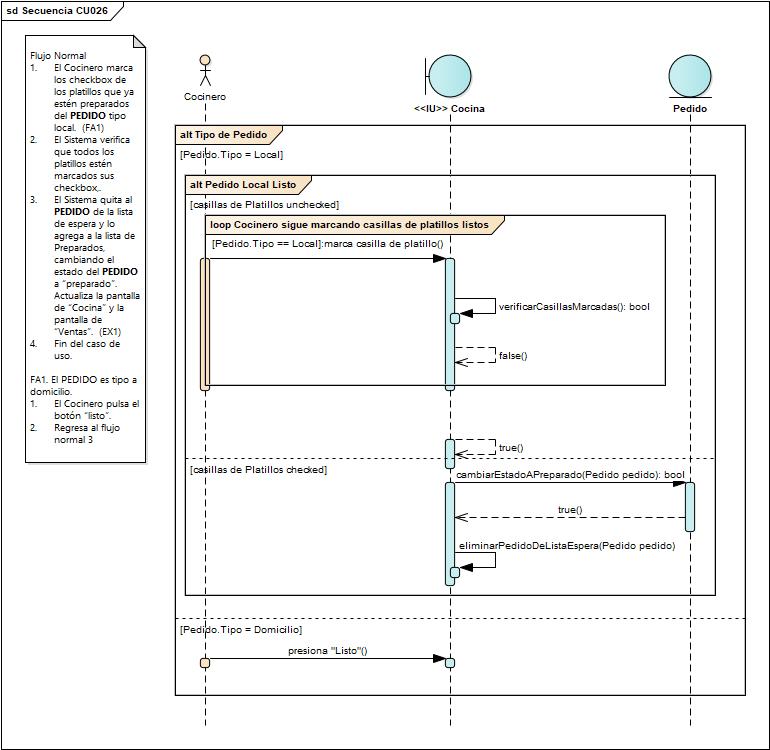 sd Secuencia CU026
Flujo Normal
1. El Cocinero marca
los checkbox de
los platillos que ya
estén preparados
del PEDIDO tipo
local. (FA1)
2. El Sistema verifica
que todos los
platillos estén
marcados sus
checkbox,.
3. El Sistema quita al
PEDIDO de la lista
de espera y lo
agrega a la lista de
Preparados,
cambiando el
estado del PEDIDO
a “preparado”.
Actualiza la pantalla
de “Cocina” y la
pantalla de
“Ventas”. (EX1)
4. Fin del caso de
uso.
FA1. El PEDIDO es tipo a
domicilio.
1. El Cocinero pulsa el
botón “listo”.
2. Regresa al flujo
normal 3
Cocinero
<<IU>> Cocina
Pedido
alt Tipo de Pedido
[Pedido.Tipo = Local]
alt Pedido Local Listo
[casillas de Platillos unchecked]
loop Cocinero sigue marcando casillas de platillos listos
[Pedido.Tipo == Local]:marca casilla de platillo()
verificarCasillasMarcadas(): bool
false()
true()
[casillas de Platillos checked]
cambiarEstadoAPreparado(Pedido pedido): bool
true()
eliminarPedidoDeListaEspera(Pedido pedido)
[Pedido.Tipo = Domicilio]
presiona "Listo"()